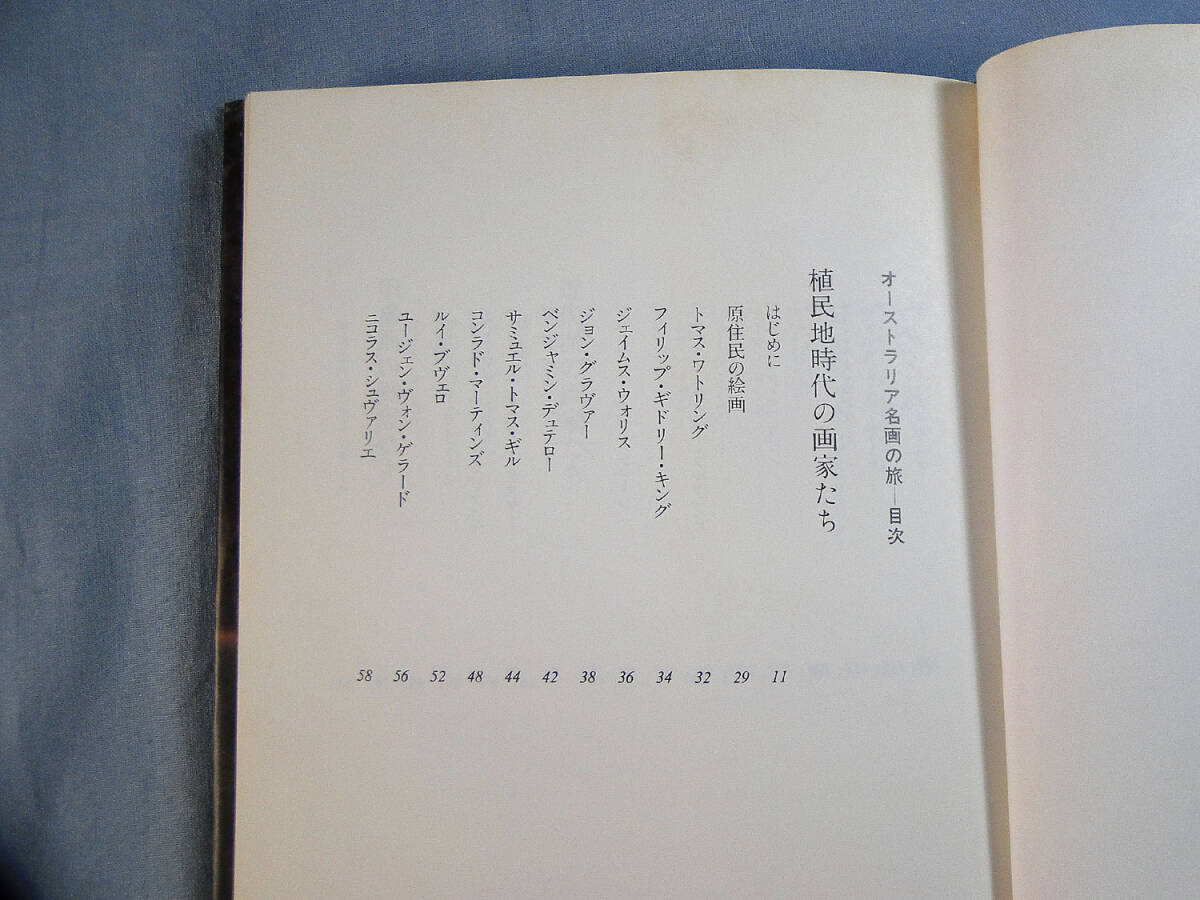 オーストラリア名画の旅―目次
植民地時代の画家たち
はじめに 11
原住民の絵画 29
トマス・ワトリング 32
フィリップ・ギドリー・キング 34
ジェイムス・ウォリス 36
ジョン・グラヴァー 38
ベンジャミン・デュテロー 42
サミュエル・トマス・ギル 44
コンラド・マーティンズ 48
ルイ・ブヴェロ 52
ユージェン・ヴォン・ゲラード 56
ニコラス・シュヴァリエ 58